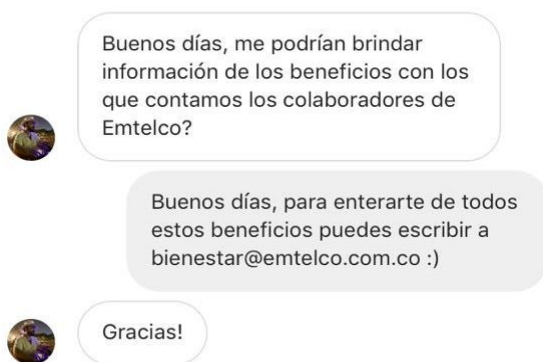 Buenos días, me podrían brindar
información de los beneficios con los
que contamos los colaboradores de
Emtelco?
Buenos días, para enterarte de todos
estos beneficios puedes escribir a
bienestar@emtelco.com.co :)
Gracias!